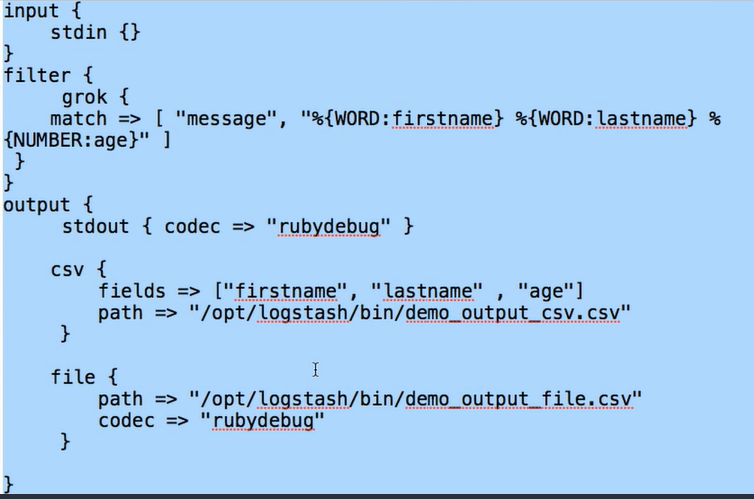 input {
    stdin {}
}
filter {
     grok {
    match => [ "message", "%{WORD:firstname} %{WORD:lastname} %
{NUMBER:age}" ]
 }
}
output {
     stdout { codec => "rubydebug" }
    csv {
        fields => ["firstname", "lastname" , "age"]
        path => "/opt/logstash/bin/demo_output_csv.csv"
     }
    file {
        path => "/opt/logstash/bin/demo_output_file.csv"
        codec => "rubydebug"
     }
}